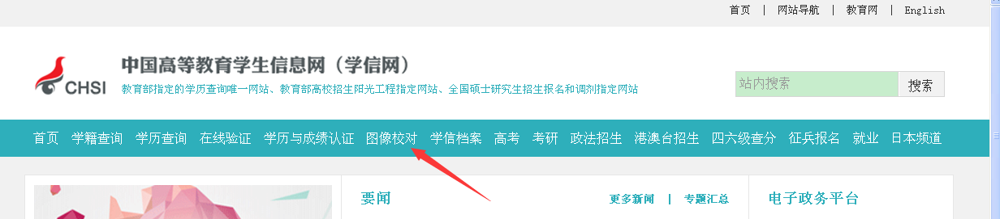 首页 | 网站导航 | 教育网 | English
CHSI
中国高等教育学生信息网（学信网）
教育部指定的学历查询唯一网站、教育部高校招生阳光工程指定网站、全国硕士研究生招生报名和调剂指定网站
站内搜索 搜索
首页 学籍查询 学历查询 在线验证 学历与成绩认证 图像校对 学信档案 高考 考研 政法招生 港澳台招生 四六级查分 征兵报名 就业 日本频道
要闻 更多新闻 | 专题汇总 电子政务平台